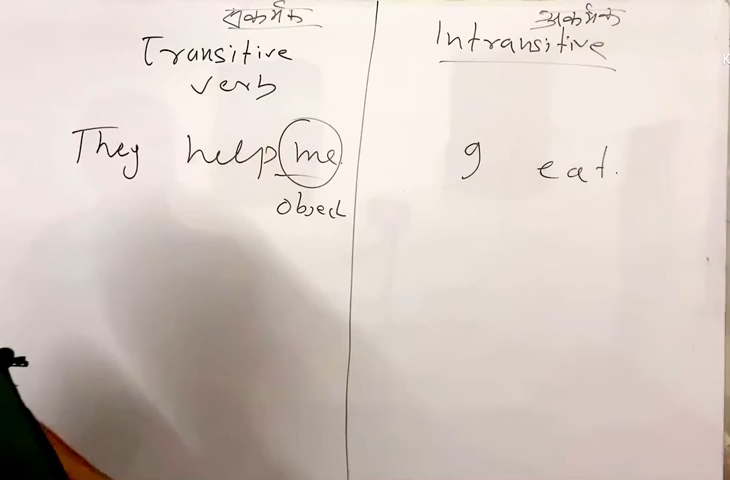 सकर्मक
Transitive
verb
They help me.
object
अकर्मक
Intransitive
I eat.
K